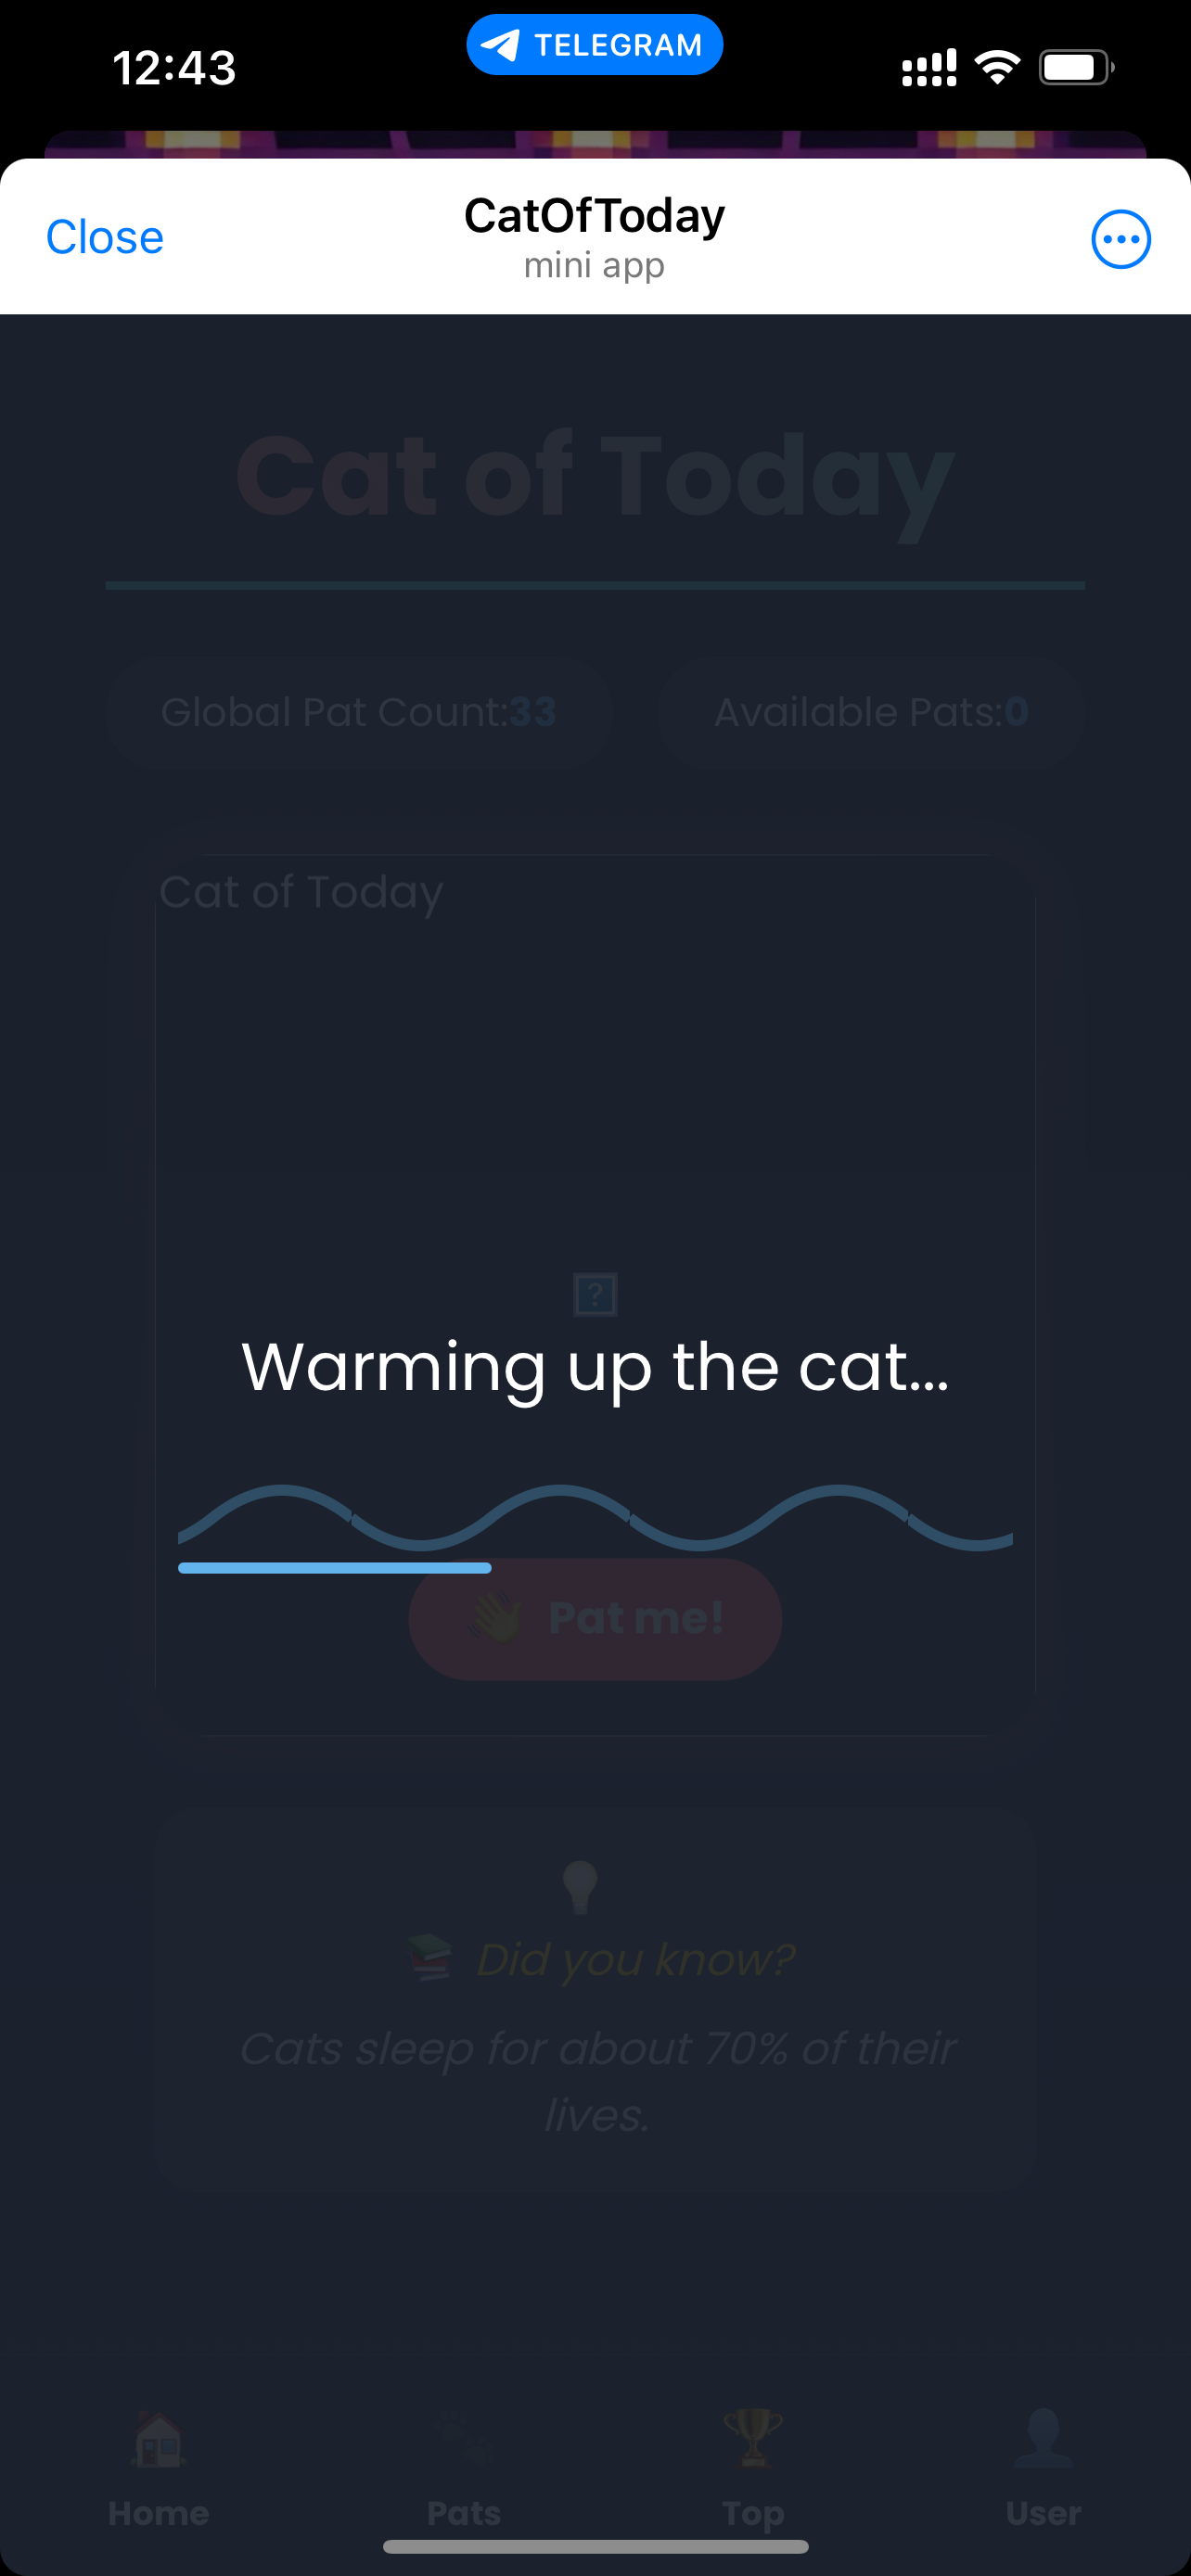 12:43
TELEGRAM
Close
CatOfToday
mini app
Cat of Today
Global Pat Count:33
Available Pats:0
Cat of Today
?
Warming up the cat...
👋 Pat me!
💡
📚 Did you know?
Cats sleep for about 70% of their
lives.
Home
Pats
Top
User